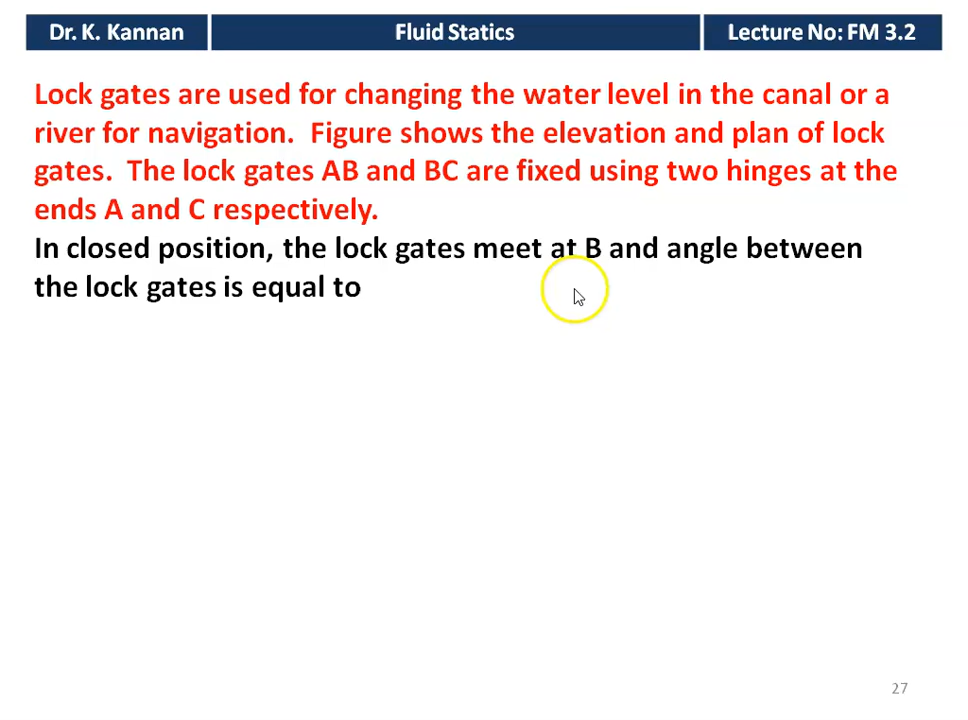 Dr. K. Kannan
Fluid Statics
Lecture No: FM 3.2
Lock gates are used for changing the water level in the canal or a
river for navigation.  Figure shows the elevation and plan of lock
gates.  The lock gates AB and BC are fixed using two hinges at the
ends A and C respectively.
In closed position, the lock gates meet at B and angle between
the lock gates is equal to
27